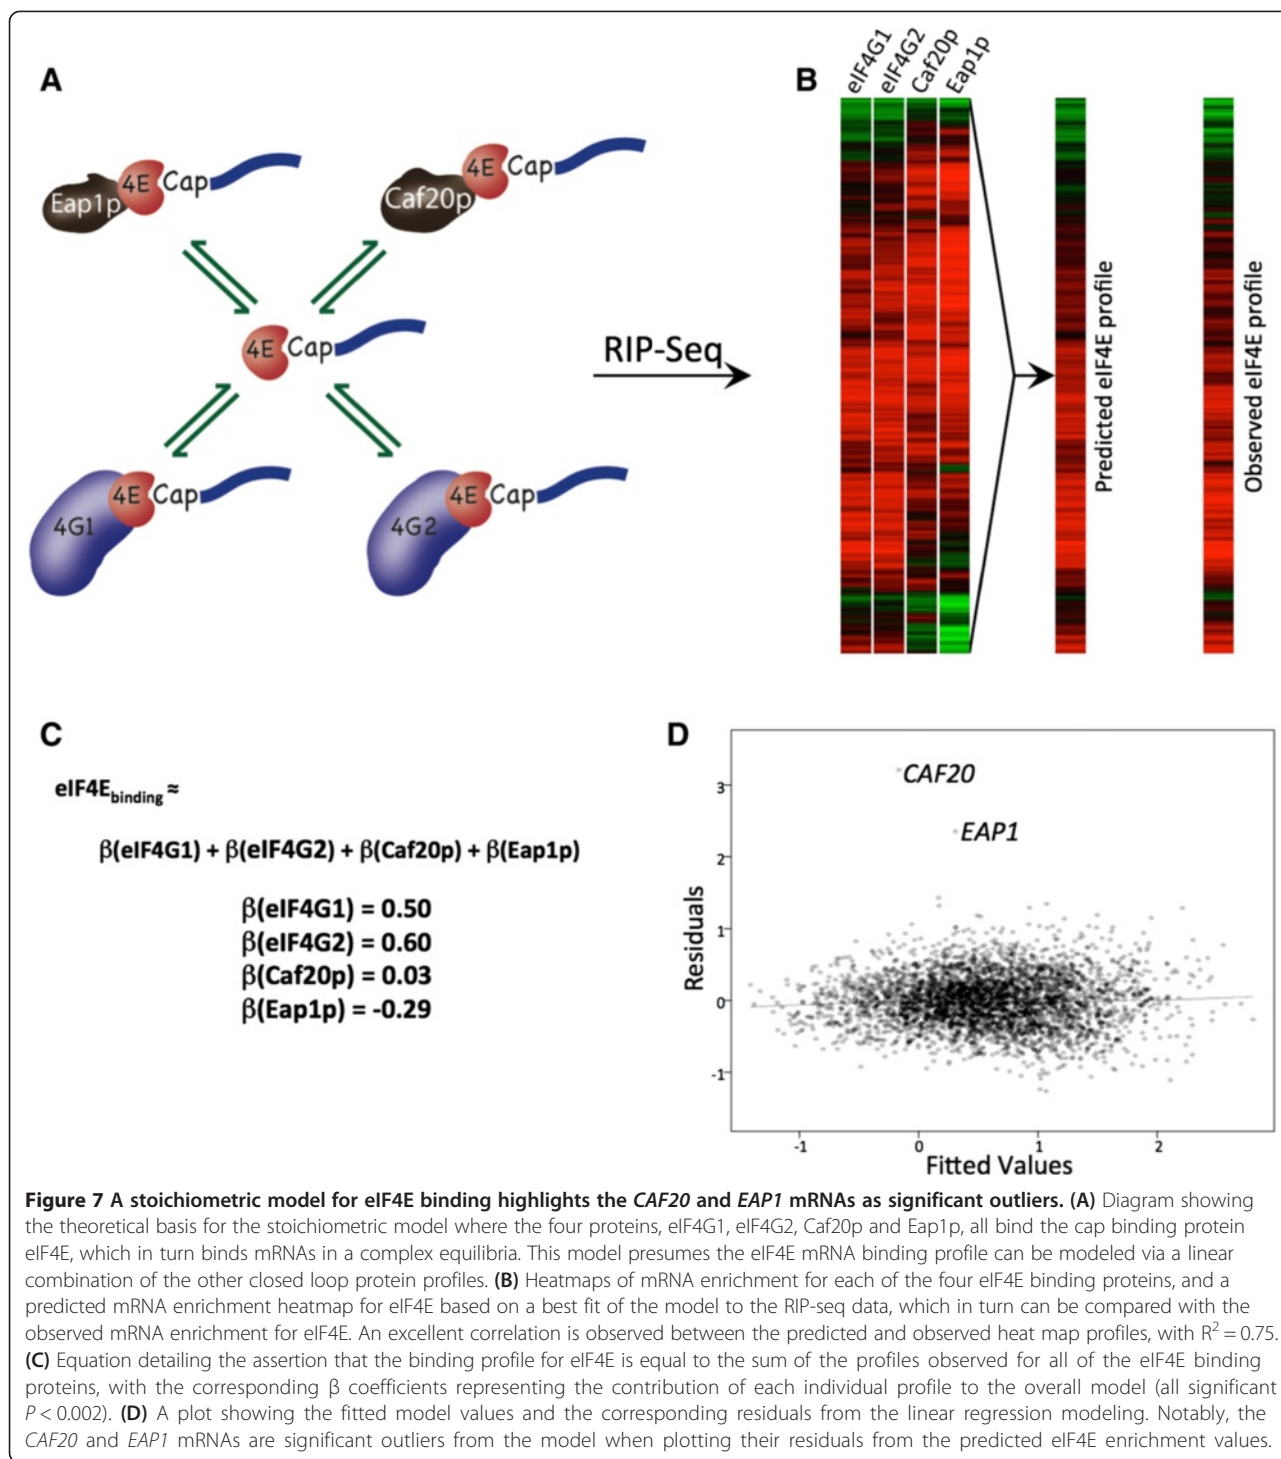 A
Eap1p 4E Cap
Caf20p 4E Cap
4E Cap
4G1 4E Cap
4G2 4E Cap
RIP-Seq
B
eIF4G1
eIF4G2
Caf20p
Eap1p
Predicted eIF4E profile
Observed eIF4E profile
C
eIF4Ebinding ≈
β(eIF4G1) + β(eIF4G2) + β(Caf20p) + β(Eap1p)
β(eIF4G1) = 0.50
β(eIF4G2) = 0.60
β(Caf20p) = 0.03
β(Eap1p) = -0.29
D
CAF20
EAP1
3
2
1
0
-1
Residuals
-1 0 1 2
Fitted Values
Figure 7 A stoichiometric model for eIF4E binding highlights the CAF20 and EAP1 mRNAs as significant outliers. (A) Diagram showing
the theoretical basis for the stoichiometric model where the four proteins, eIF4G1, eIF4G2, Caf20p and Eap1p, all bind the cap binding protein
eIF4E, which in turn binds mRNAs in a complex equilibria. This model presumes the eIF4E mRNA binding profile can be modeled via a linear
combination of the other closed loop protein profiles. (B) Heatmaps of mRNA enrichment for each of the four eIF4E binding proteins, and a
predicted mRNA enrichment heatmap for eIF4E based on a best fit of the model to the RIP-seq data, which in turn can be compared with the
observed mRNA enrichment for eIF4E. An excellent correlation is observed between the predicted and observed heat map profiles, with R² = 0.75.
(C) Equation detailing the assertion that the binding profile for eIF4E is equal to the sum of the profiles observed for all of the eIF4E binding
proteins, with the corresponding β coefficients representing the contribution of each individual profile to the overall model (all significant
P < 0.002). (D) A plot showing the fitted model values and the corresponding residuals from the linear regression modeling. Notably, the
CAF20 and EAP1 mRNAs are significant outliers from the model when plotting their residuals from the predicted eIF4E enrichment values.